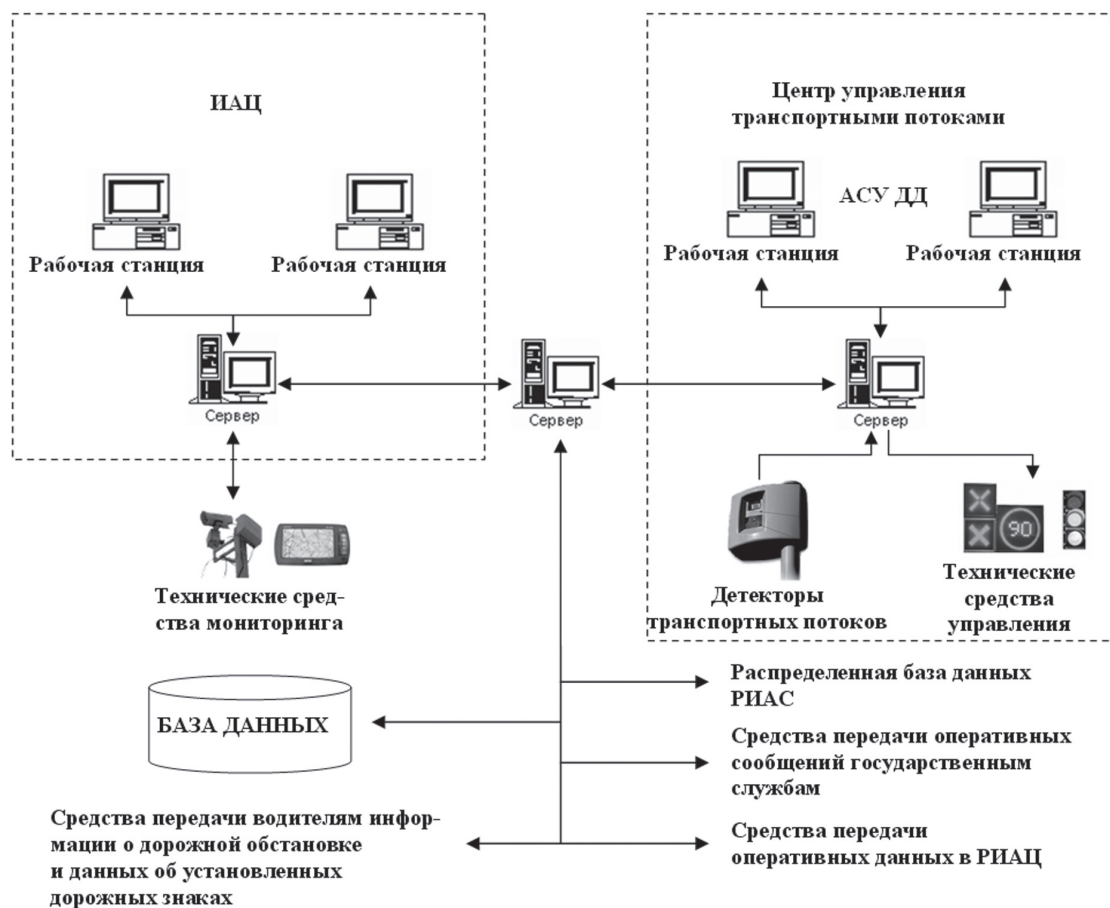 ИАЦ
Рабочая станция
Рабочая станция
Сервер
Технические сред-
ства мониторинга
Сервер
Центр управления
транспортными потоками
АСУ ДД
Рабочая станция
Рабочая станция
Сервер
90
Детекторы
транспортных потоков
Технические
средства
управления
БАЗА ДАННЫХ
Средства передачи водителям инфор-
мации о дорожной обстановке
и данных об установленных
дорожных знаках
Распределенная база данных
РИАС
Средства передачи оперативных
сообщений государственным
службам
Средства передачи
оперативных данных в РИАЦ